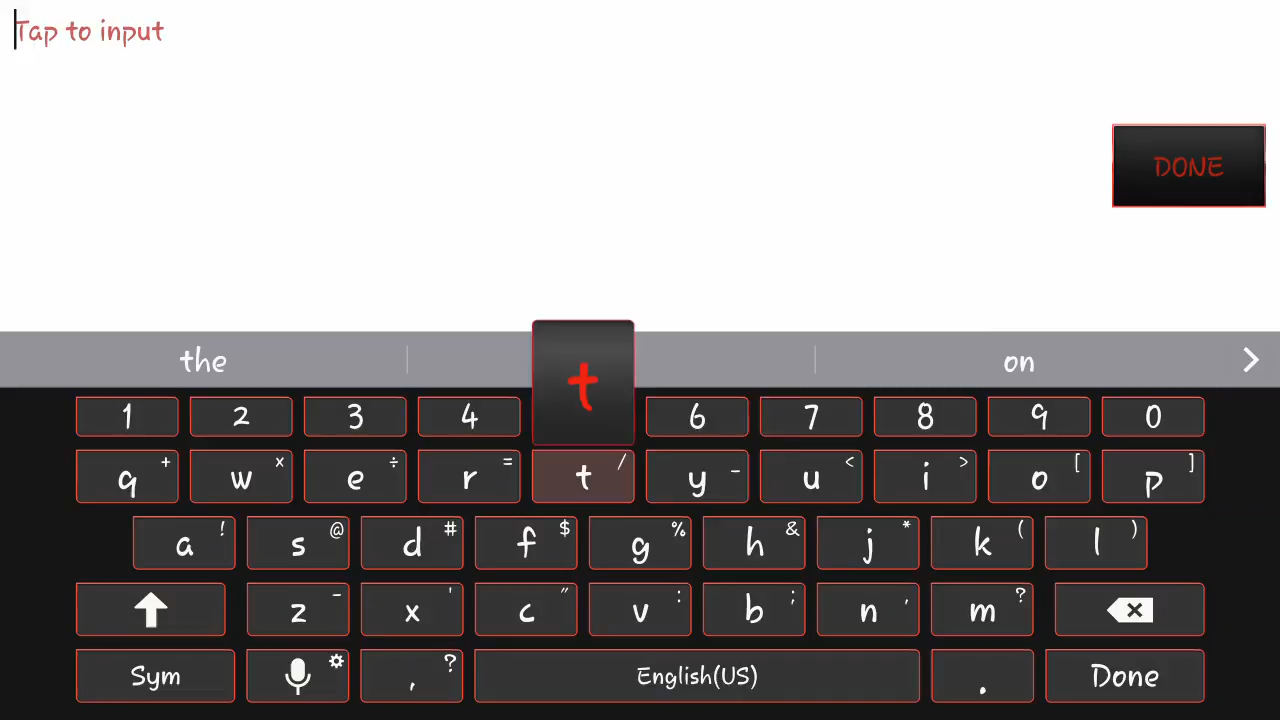 Tap to input
DONE
the on
t
1 2 3 4 6 7 8 9 0
q + w × e ÷ r = t / y - u < i > o [ p ]
a ! s @ d # f $ g % h & j * k ( l )
z - x ' c " v : b ; n , m ?
Sym , ? English(US) . Done